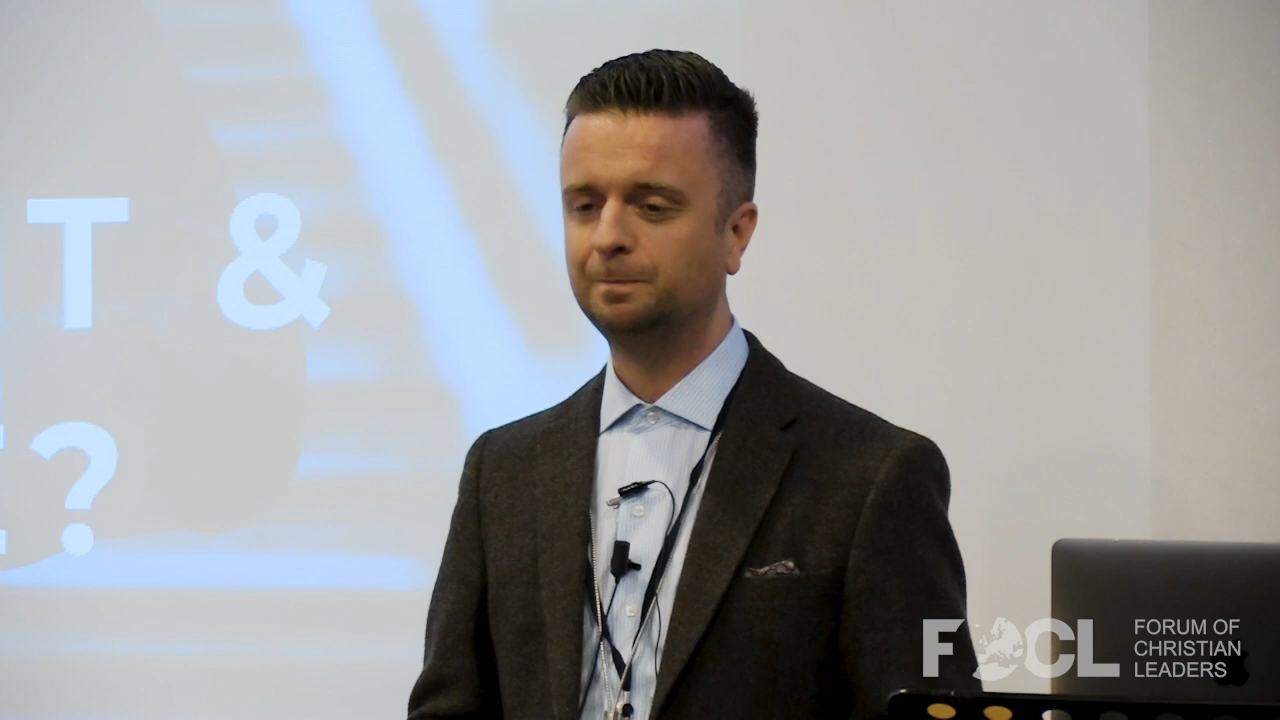 T &
?
FOCL
FORUM OF
CHRISTIAN
LEADERS